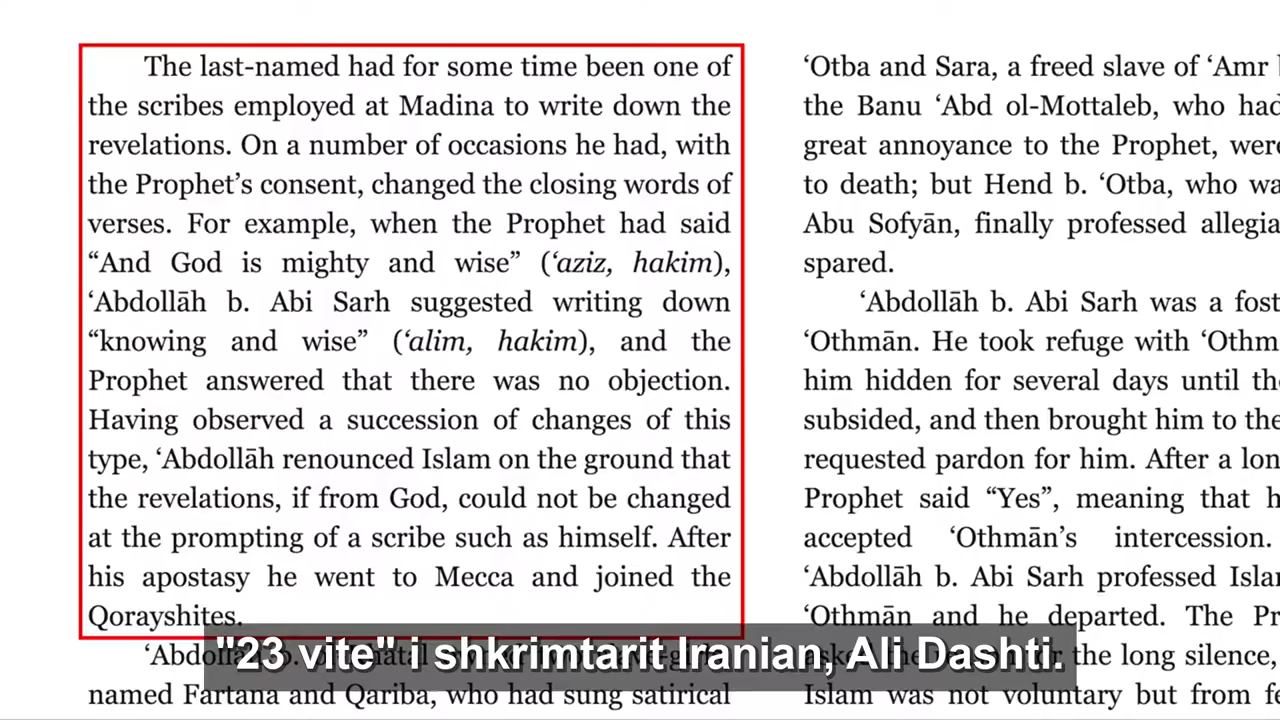 The last-named had for some time been one of
the scribes employed at Madina to write down the
revelations. On a number of occasions he had, with
the Prophet’s consent, changed the closing words of
verses. For example, when the Prophet had said
“And God is mighty and wise” (‘aziz, hakim),
‘Abdollāh b. Abi Sarh suggested writing down
“knowing and wise” (‘alim, hakim), and the
Prophet answered that there was no objection.
Having observed a succession of changes of this
type, ‘Abdollāh renounced Islam on the ground that
the revelations, if from God, could not be changed
at the prompting of a scribe such as himself. After
his apostasy he went to Mecca and joined the
Qorayshites.
named Fartana and Qariba, who had sung satirical
‘Otba and Sara, a freed slave of ‘Amr
the Banu ‘Abd ol-Mottaleb, who had
great annoyance to the Prophet, were
to death; but Hend b. ‘Otba, who
Abu Sofyān, finally professed
spared.
‘Abdollāh b. Abi Sarh was a
‘Othmān. He took refuge with
him hidden for several days until
subsided, and then brought him to the
requested pardon for him. After a
Prophet said “Yes”, meaning that
accepted ‘Othmān’s intercession.
‘Abdollāh b. Abi Sarh professed
‘Othmān and he departed. The
the long silence,
Islam was not voluntary but from
"23 vite" i shkrimtarit Iranian, Ali Dashti.